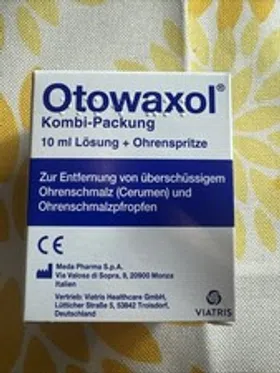 Otowaxol®
Kombi-Packung
10 ml Lösung + Ohrenspritze
Zur Entfernung von überschüssigem
Ohrenschmalz (Cerumen) und
Ohrenschmalzpfropfen
CE
Meda Pharma S.p.A.
Via Valosa di Sopra, 9, 20900 Monza
Italien
Vertrieb: Viatris Healthcare GmbH,
Lütticher Straße 5, 53842 Troisdorf,
Deutschland
VIATRIS